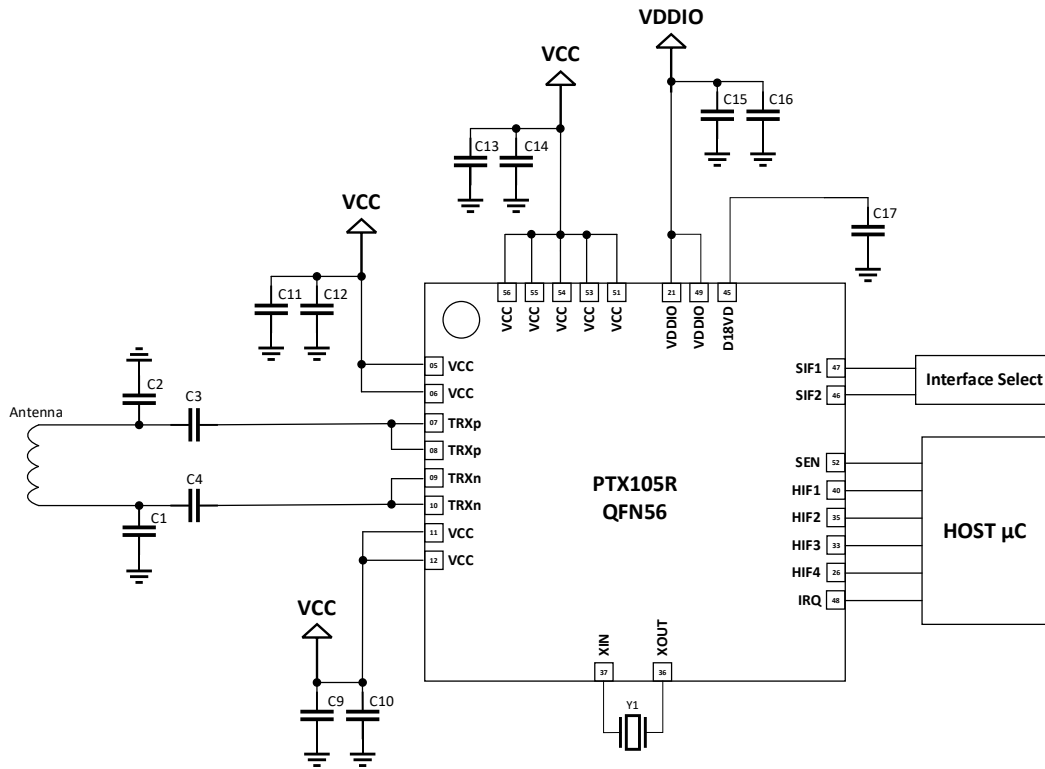 VDDIO
VCC
C15
C16
C13
C14
VCC
C17
C11
C12
56
55
54
53
51
21
49
45
VCC
VCC
VCC
VCC
VCC
VDDIO
VDDIO
D18VD
05 VCC
06 VCC
C2
C3
Antenna
07 TRXp
08 TRXp
09 TRXn
10 TRXn
C4
C1
11 VCC
12 VCC
PTX105R
QFN56
SIF1 47
SIF2 46
Interface Select
SEN 52
HIF1 40
HIF2 35
HIF3 33
HIF4 26
IRQ 48
HOST µC
VCC
C9
C10
XIN
XOUT
37
36
Y1